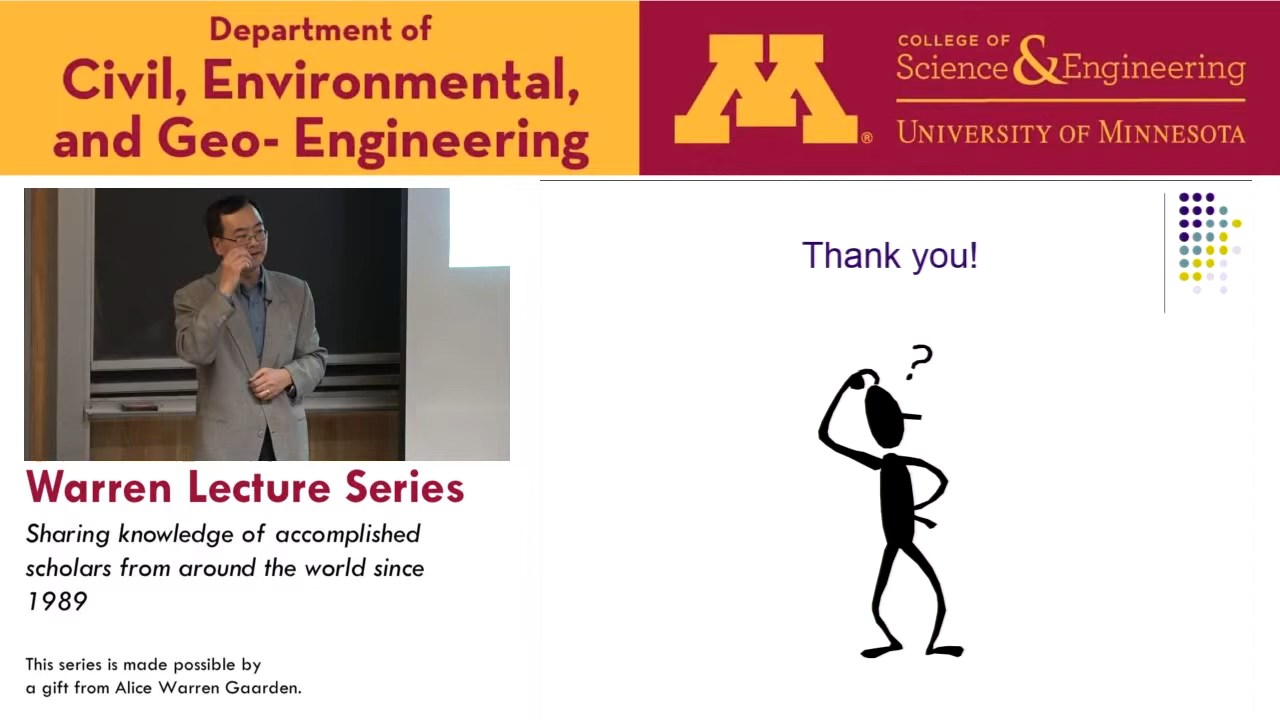 Department of
Civil, Environmental,
and Geo- Engineering
M®
COLLEGE OF
Science & Engineering
UNIVERSITY OF MINNESOTA
Thank you!
?
Warren Lecture Series
Sharing knowledge of accomplished
scholars from around the world since
1989
This series is made possible by
a gift from Alice Warren Gaarden.